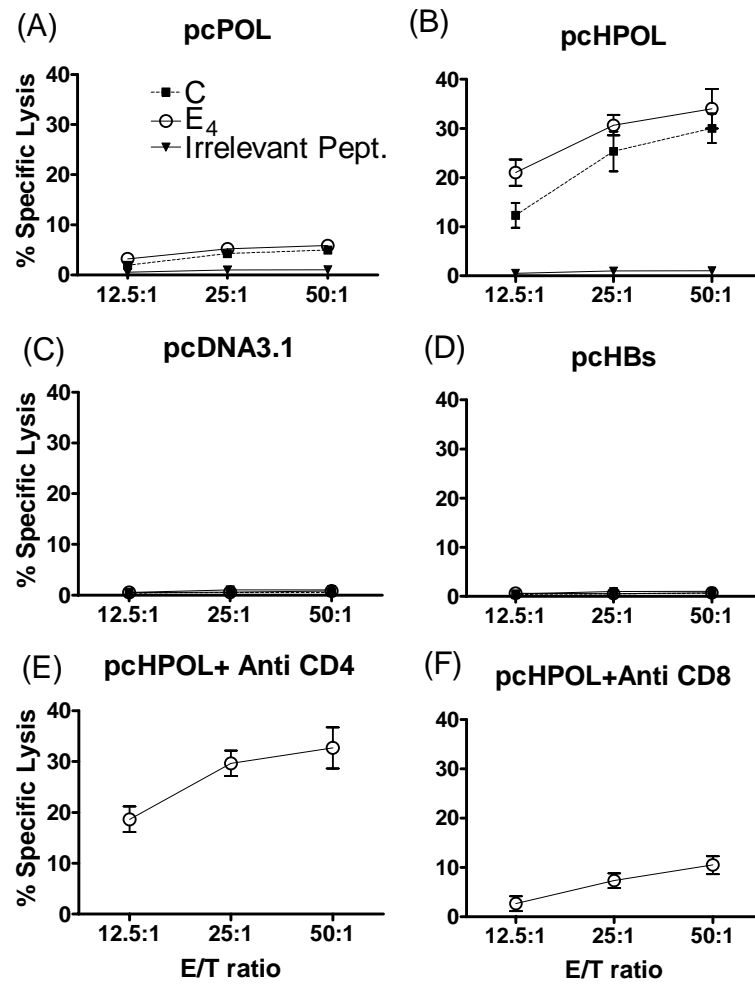 (A) pcPOL
% Specific Lysis
40
30
20
10
0
C
E4
Irrelevant Pept.
12.5:1 25:1 50:1
(B) pcHPOL
40
30
20
10
0
12.5:1 25:1 50:1
(C) pcDNA3.1
% Specific Lysis
40
30
20
10
0
12.5:1 25:1 50:1
(D) pcHBs
40
30
20
10
0
12.5:1 25:1 50:1
(E) pcHPOL+ Anti CD4
% Specific Lysis
40
30
20
10
0
12.5:1 25:1 50:1
E/T ratio
(F) pcHPOL+Anti CD8
40
30
20
10
0
12.5:1 25:1 50:1
E/T ratio